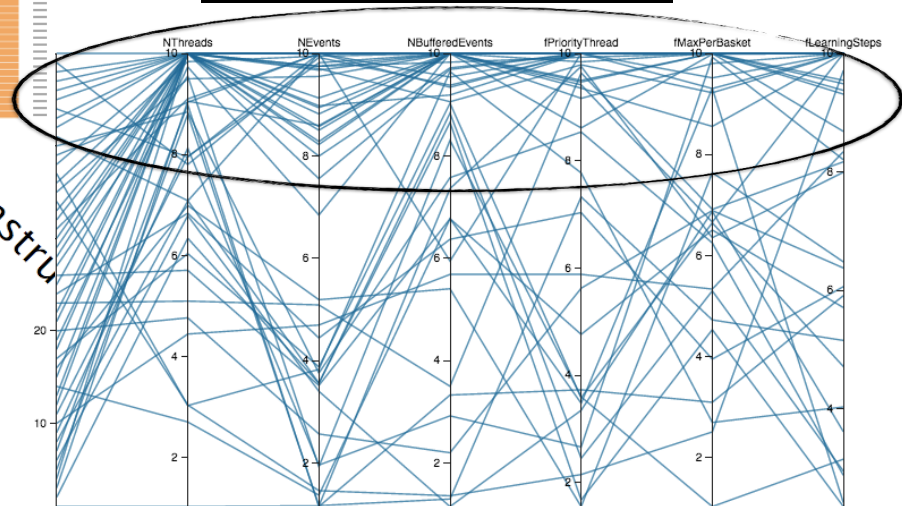 NThreads NEvents NBufferedEvents fPriorityThread fMaxPerBasket fLearningSteps
10 10 10 10 10 10
8 8 8 8 8 8
6 6 6 6 6 6
20 4 4 4 4 4 4
10 2 2 2 2 2
nstru